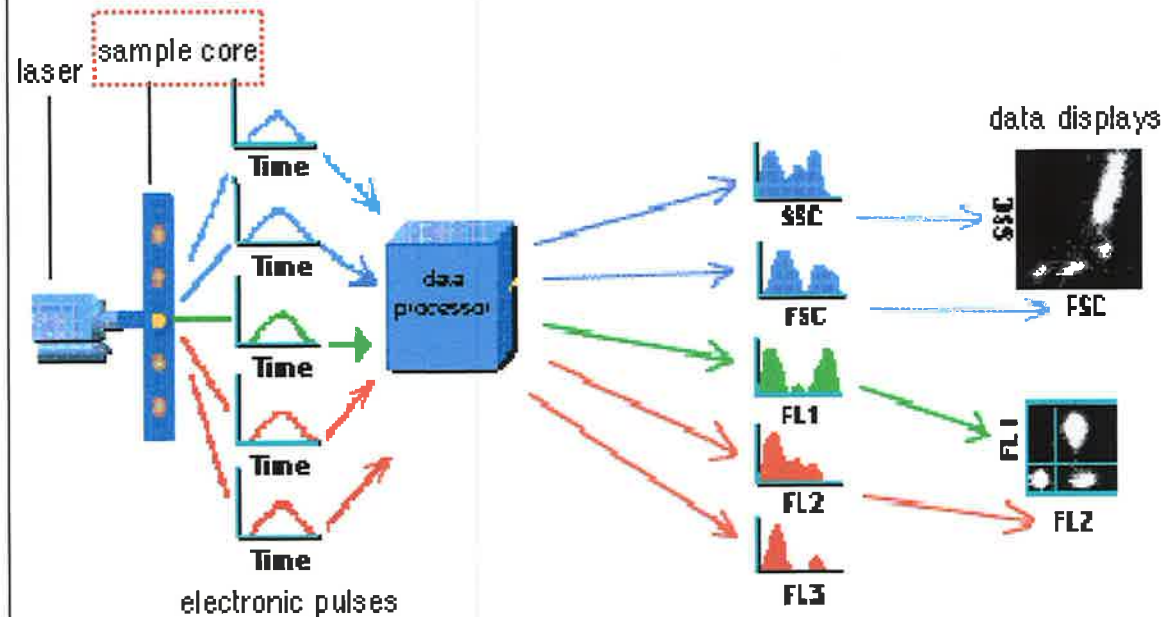 sample core
laser
Time
data displays
Time
SSC
SSC
data
processor
FSC
FSC
Time
FL1
FL1
Time
FL2
FL2
Time
FL3
electronic pulses